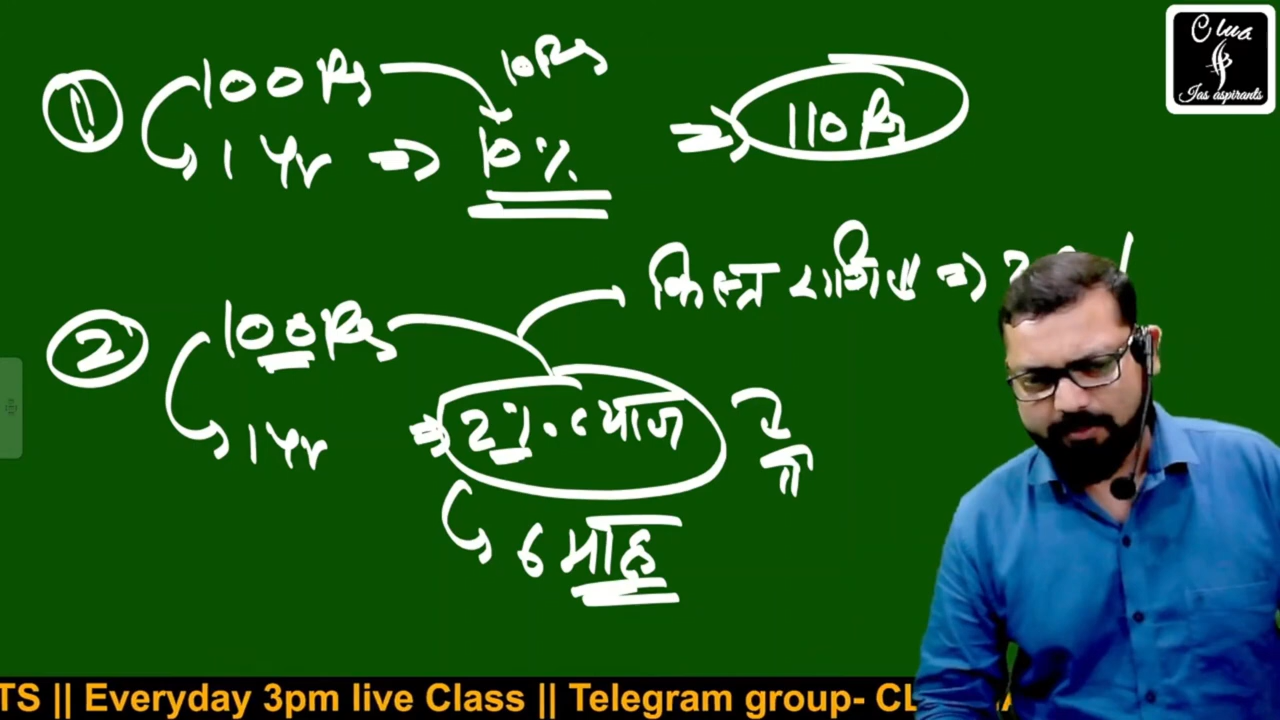 Clua
Ias aspirants
① 100 Rs 10 Rs
1 Yr ⇒ 10% ⇒ 110 Rs
⇒
② 100 Rs
1 Yr ⇒ 2% ब्याज
6 माह
TS || Everyday 3pm live Class || Telegram group- CL